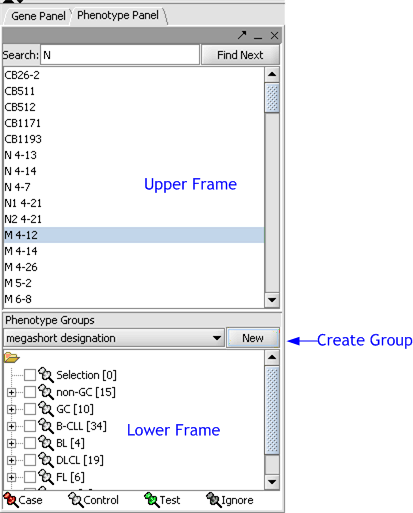 Gene Panel Phenotype Panel
Search: N Find Next
CB26-2
CB511
CB512
CB1171
CB1193
N 4-13
N 4-14
N 4-7
Upper Frame
N1 4-21
N2 4-21
M 4-12
M 4-14
M 4-26
M 5-2
M 6-8
Phenotype Groups
megashort designation New
Create Group
Selection [0]
non-GC [15]
GC [10]
B-CLL [34]
Lower Frame
BL [4]
DLCL [19]
FL [6]
Case Control Test Ignore